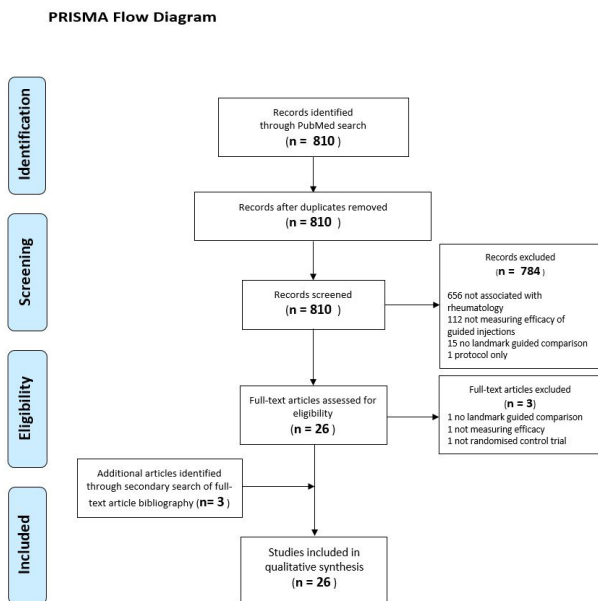 PRISMA Flow Diagram
Identification
Records identified
through PubMed search
(n = 810 )
Records after duplicates removed
(n = 810 )
Screening
Records screened
(n = 810 )
Records excluded
(n = 784 )
656 not associated with
rheumatology
112 not measuring efficacy of
guided injections
15 no landmark guided comparison
1 protocol only
Eligibility
Full-text articles assessed for
eligibility
(n = 26 )
Full-text articles excluded
(n = 3)
1 no landmark guided comparison
1 not measuring efficacy
1 not randomised control trial
Additional articles identified
through secondary search of full-
text article bibliography (n= 3 )
Included
Studies included in
qualitative synthesis
(n = 26 )